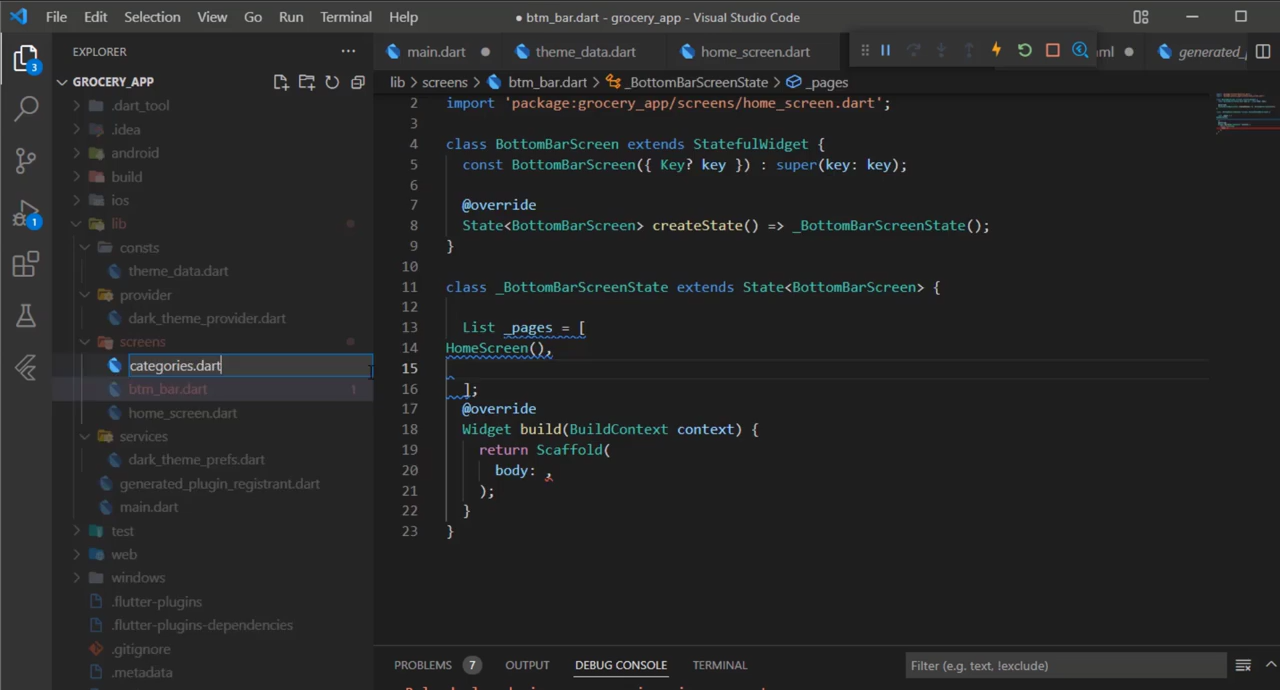 File Edit Selection View Go Run Terminal Help
● btm_bar.dart - grocery_app - Visual Studio Code
EXPLORER
main.dart
theme_data.dart
home_screen.dart
generated_
3
GROCERY_APP
lib > screens > btm_bar.dart > _BottomBarScreenState > _pages
.dart_tool
.idea
android
build
ios
1
lib
consts
theme_data.dart
provider
dark_theme_provider.dart
screens
categories.dart
btm_bar.dart 1
home_screen.dart
services
dark_theme_prefs.dart
generated_plugin_registrant.dart
main.dart
test
web
windows
.flutter-plugins
.flutter-plugins-dependencies
.gitignore
.metadata
2 import 'package:grocery_app/screens/home_screen.dart';
3
4 class BottomBarScreen extends StatefulWidget {
5 const BottomBarScreen({ Key? key }) : super(key: key);
6
7 @override
8 State<BottomBarScreen> createState() => _BottomBarScreenState();
9 }
10
11 class _BottomBarScreenState extends State<BottomBarScreen> {
12
13 List _pages = [
14 HomeScreen(),
15
16 ];
17 @override
18 Widget build(BuildContext context) {
19 return Scaffold(
20 body: ,
21 );
22 }
23 }
PROBLEMS 7 OUTPUT DEBUG CONSOLE TERMINAL
Filter (e.g. text, !exclude)